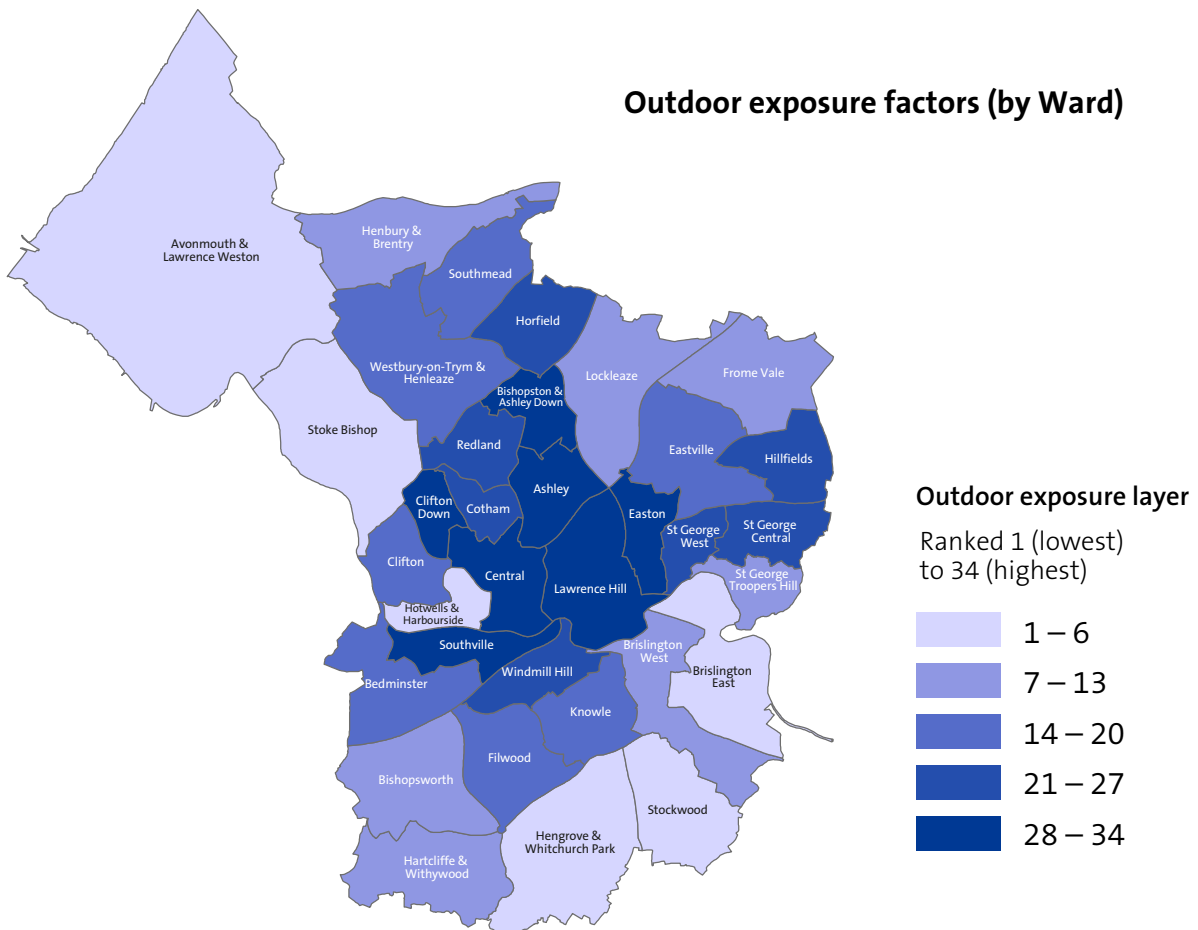 Outdoor exposure factors (by Ward)
Avonmouth &
Lawrence Weston
Henbury &
Brentry
Southmead
Horfield
Westbury-on-Trym &
Henleaze
Bishopston &
Ashley Down
Lockleaze
Frome Vale
Stoke Bishop
Redland
Eastville
Hillfields
Clifton
Down
Cotham
Ashley
Easton
St George
West
St George
Central
Clifton
Central
Lawrence Hill
St George
Troopers Hill
Hotwells &
Harbourside
Southville
Brislington
West
Windmill Hill
Brislington
East
Bedminster
Knowle
Filwood
Bishopsworth
Stockwood
Hengrove &
Whitchurch Park
Hartcliffe &
Withywood
Outdoor exposure layer
Ranked 1 (lowest)
to 34 (highest)
1 – 6
7 – 13
14 – 20
21 – 27
28 – 34